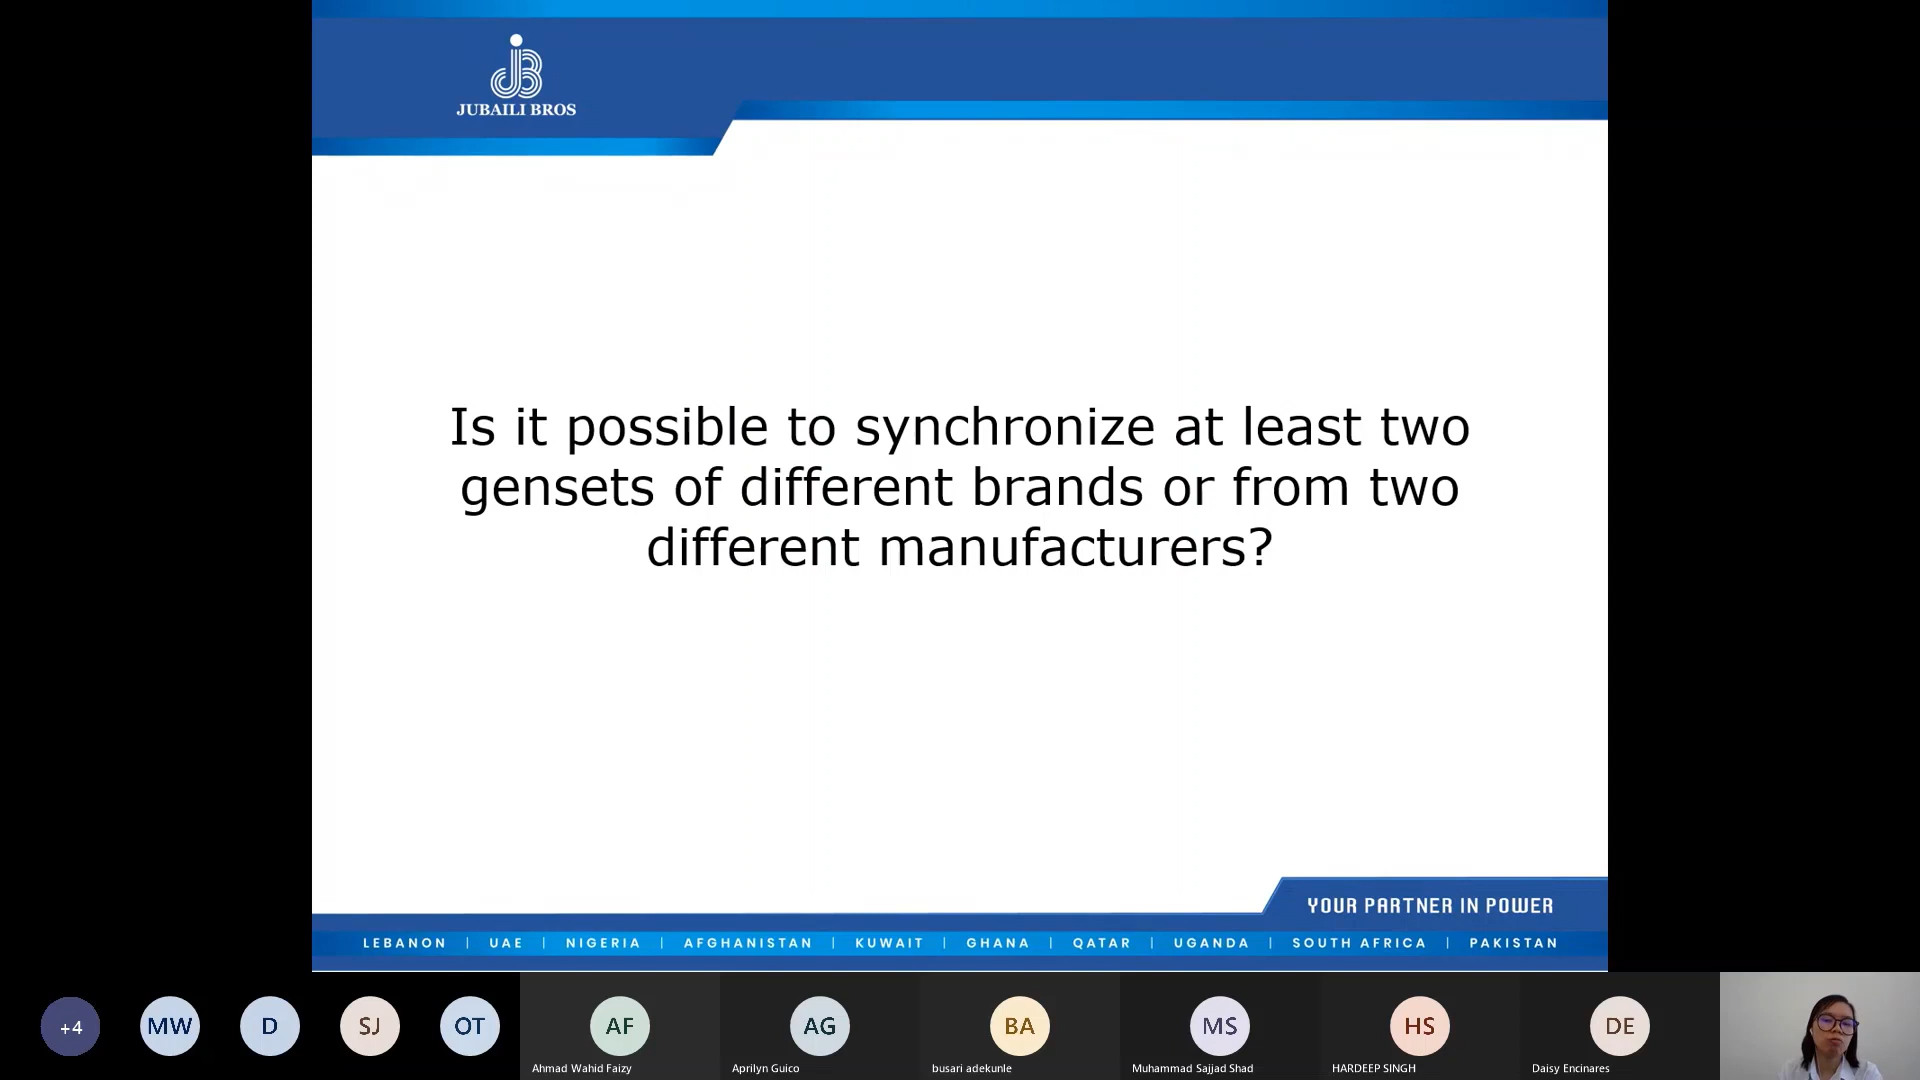 JUBAILI BROS
Is it possible to synchronize at least two
gensets of different brands or from two
different manufacturers?
YOUR PARTNER IN POWER
LEBANON | UAE | NIGERIA | AFGHANISTAN | KUWAIT | GHANA | QATAR | UGANDA | SOUTH AFRICA | PAKISTAN
+4 MW D SJ OT AF AG BA MS HS DE
Ahmad Wahid Faizy Aprilyn Guico busari adekunle Muhammad Sajjad Shad HARDEEP SINGH Daisy Encinares